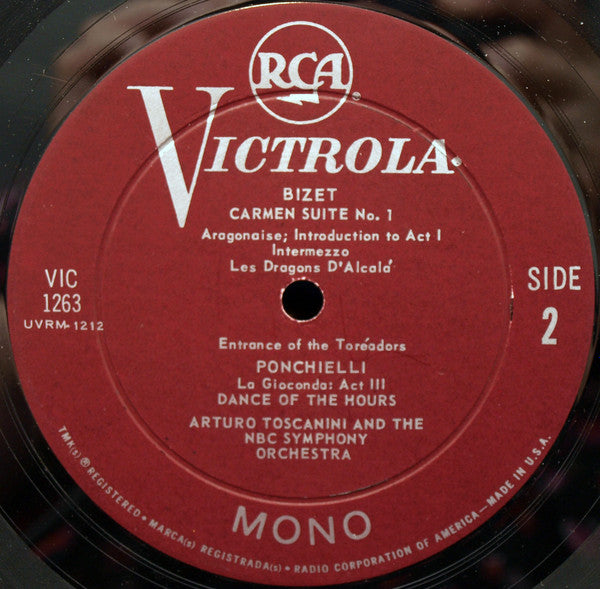 RCA
VICTROLA
BIZET
CARMEN SUITE No. 1
Aragonaise; Introduction to Act I
Intermezzo
Les Dragons D'Alcalá
VIC
1263
UVRM-1212
SIDE
2
Entrance of the Toréadors
PONCHIELLI
La Gioconda: Act III
DANCE OF THE HOURS
ARTURO TOSCANINI AND THE
NBC SYMPHONY
ORCHESTRA
MONO
TMK(s) ® REGISTERED • MARCA(s) REGISTRADA(s) • RADIO CORPORATION OF AMERICA—MADE IN U.S.A.